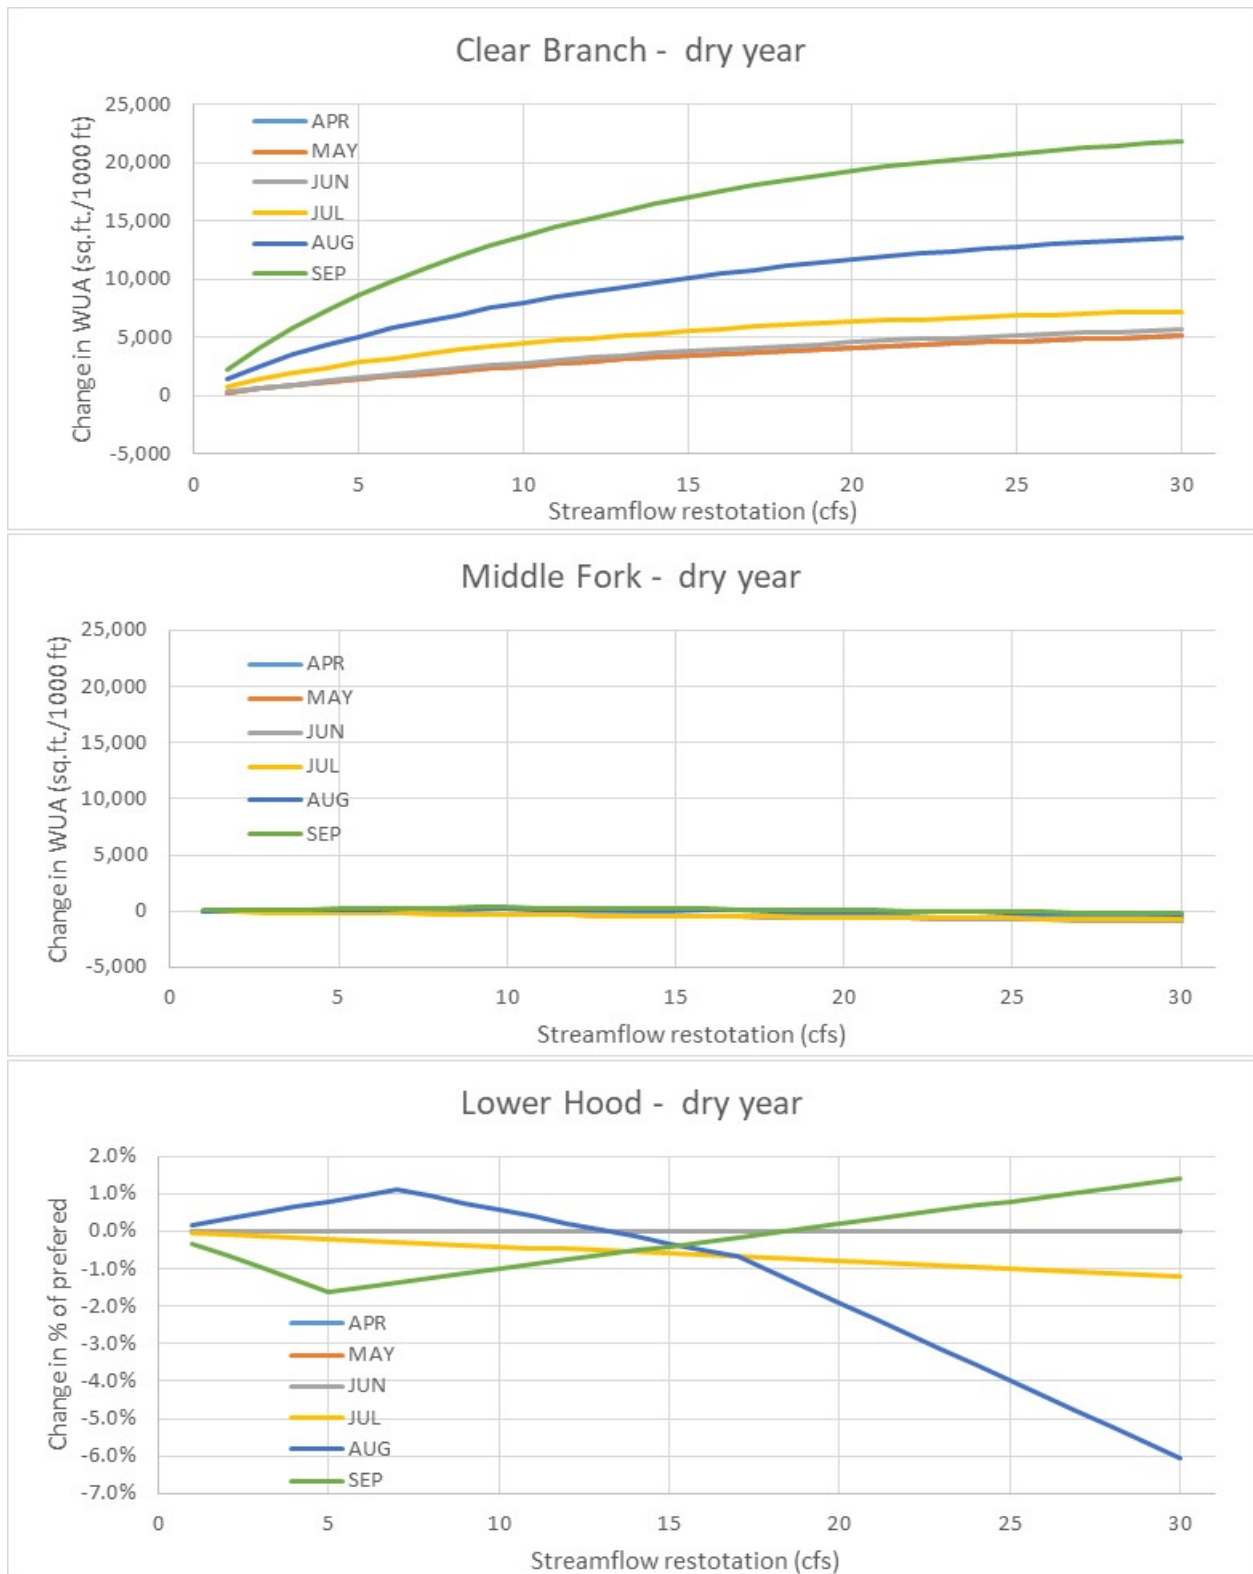 Clear Branch - dry year
Change in WUA (sq.ft./1000 ft)
25,000
20,000
15,000
10,000
5,000
0
-5,000
APR
MAY
JUN
JUL
AUG
SEP
0 5 10 15 20 25 30
Streamflow restotation (cfs)
Middle Fork - dry year
Change in WUA (sq.ft./1000 ft)
25,000
20,000
15,000
10,000
5,000
0
-5,000
APR
MAY
JUN
JUL
AUG
SEP
0 5 10 15 20 25 30
Streamflow restotation (cfs)
Lower Hood - dry year
Change in % of prefered
2.0%
1.0%
0.0%
-1.0%
-2.0%
-3.0%
-4.0%
-5.0%
-6.0%
-7.0%
APR
MAY
JUN
JUL
AUG
SEP
0 5 10 15 20 25 30
Streamflow restotation (cfs)